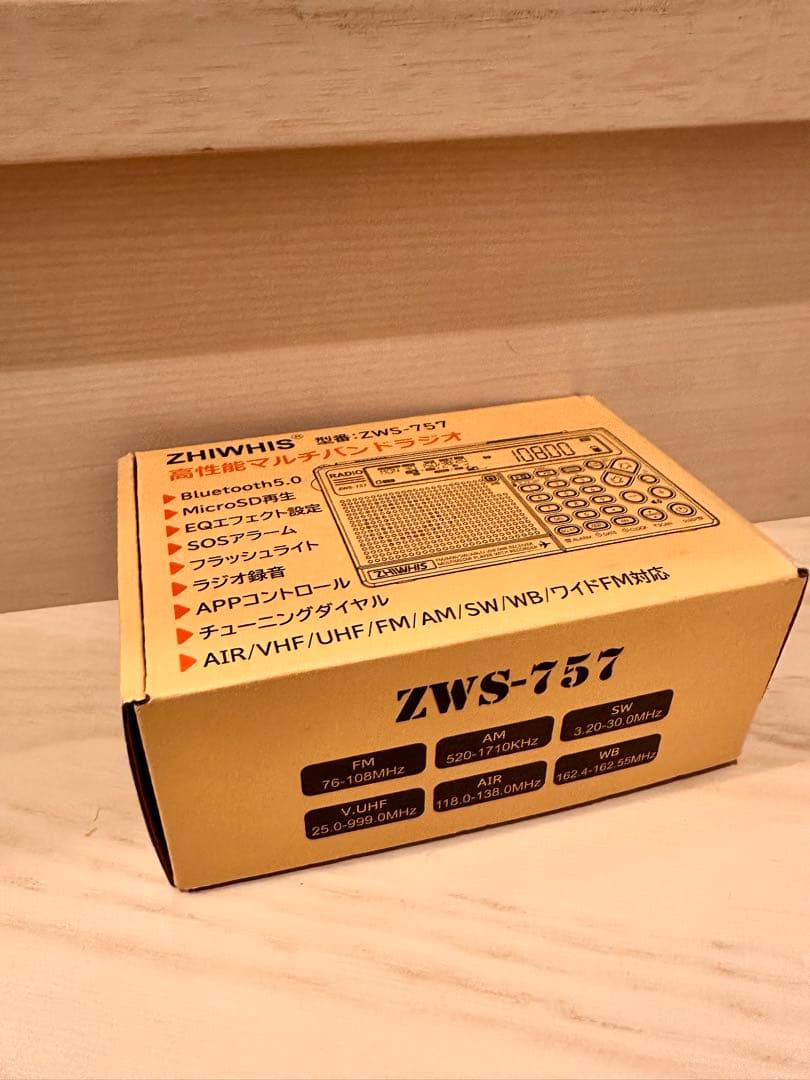 ZHIWHIS® 型番:ZWS-757
高性能マルチバンドラジオ
Bluetooth5.0
MicroSD再生
EQエフェクト設定
SOSアラーム
フラッシュライト
ラジオ録音
APPコントロール
チューニングダイヤル
AIR/VHF/UHF/FM/AM/SW/WB/ワイドFM対応
RADIO
ZWS-757
10800
ZHIWHIS
ALARM
ZWS-757
FM
76-108MHz
AM
520-1710KHz
SW
3.20-30.0MHz
V.UHF
25.0-999.0MHz
AIR
118.0-138.0MHz
WB
162.4-162.55MHz